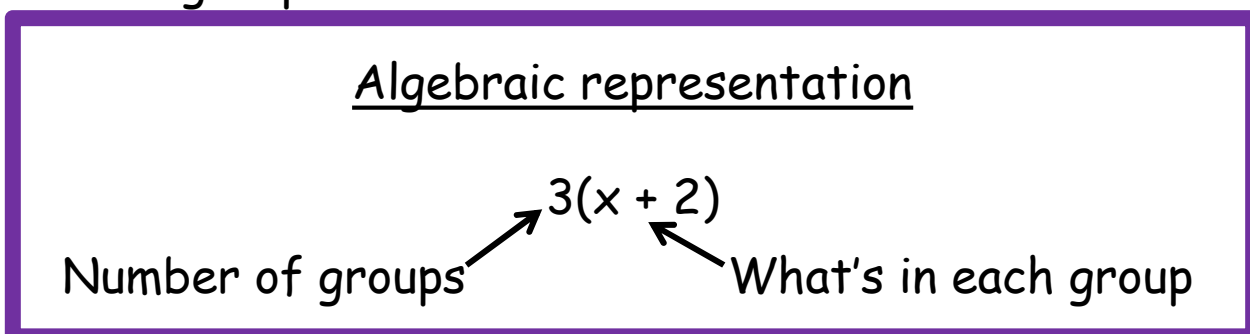 Algebraic representation
3(x + 2)
Number of groups What's in each group